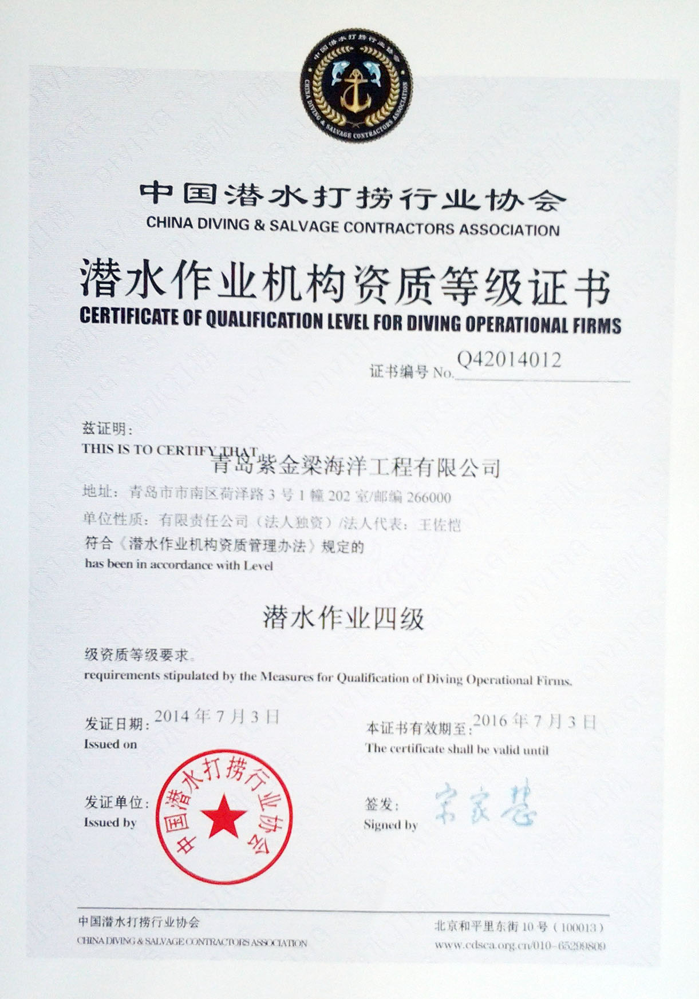 中国潜水打捞行业协会
CHINA DIVING & SALVAGE CONTRACTORS ASSOCIATION
中国潜水打捞行业协会
CHINA DIVING & SALVAGE CONTRACTORS ASSOCIATION
潜水作业机构资质等级证书
CERTIFICATE OF QUALIFICATION LEVEL FOR DIVING OPERATIONAL FIRMS
证书编号 No. Q42014012
兹证明：
THIS IS TO CERTIFY THAT
青岛紫金梁海洋工程有限公司
地址：青岛市市南区荷泽路 3 号 1 幢 202 室/邮编 266000
单位性质：有限责任公司（法人独资）/法人代表：王佐恺
符合《潜水作业机构资质管理办法》规定的
has been in accordance with Level
潜水作业四级
级资质等级要求。
requirements stipulated by the Measures for Qualification of Diving Operational Firms.
发证日期: 2014 年 7 月 3 日
Issued on
本证书有效期至: 2016 年 7 月 3 日
The certificate shall be valid until
发证单位:
Issued by
中国潜水打捞行业协会
签发:
Signed by
宋家慧
中国潜水打捞行业协会
CHINA DIVING & SALVAGE CONTRACTORS ASSOCIATION
北京和平里东街 10 号（100013）
www.cdsca.org.cn/010-65299809